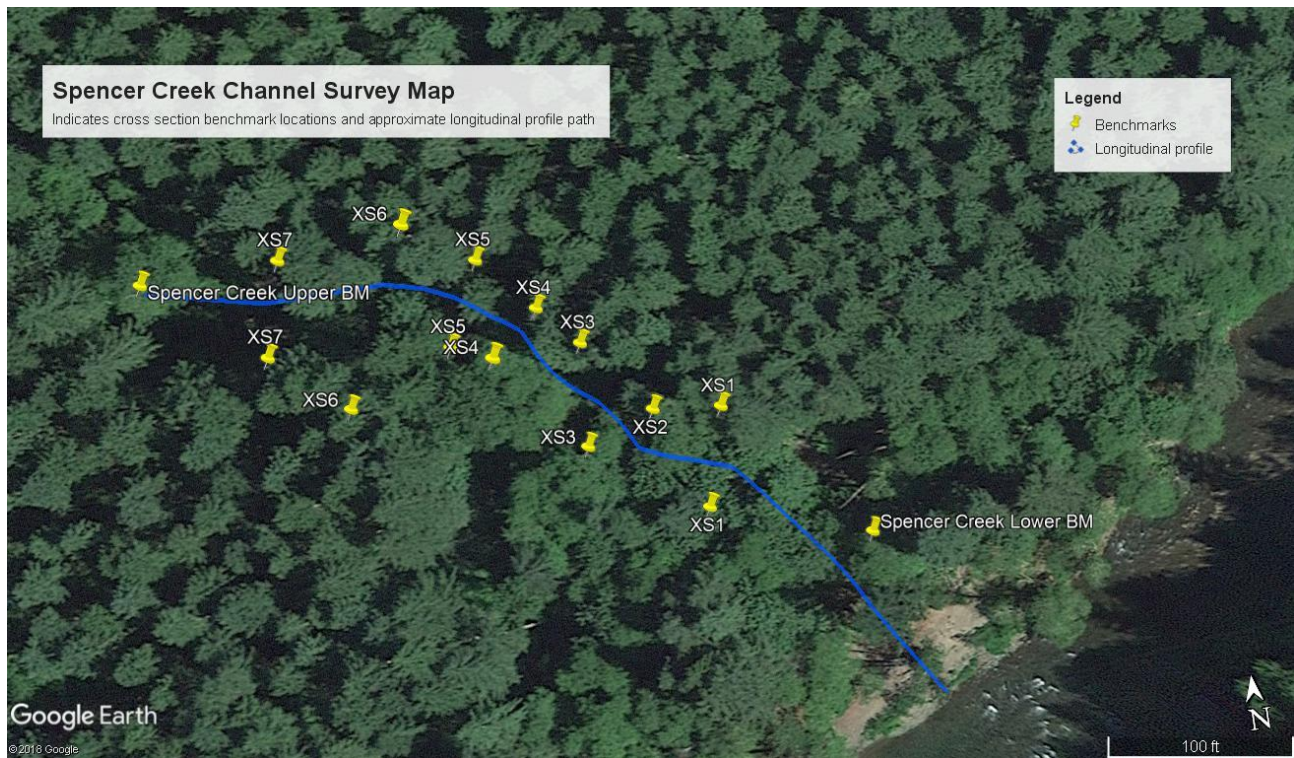 Spencer Creek Channel Survey Map
Indicates cross section benchmark locations and approximate longitudinal profile path
Legend
Benchmarks
Longitudinal profile
XS6
XS7
XS5
Spencer Creek Upper BM
XS4
XS3
XS5
XS7
XS4
XS1
XS6
XS2
XS3
XS1
Spencer Creek Lower BM
Google Earth
N
©2018 Google
100 ft